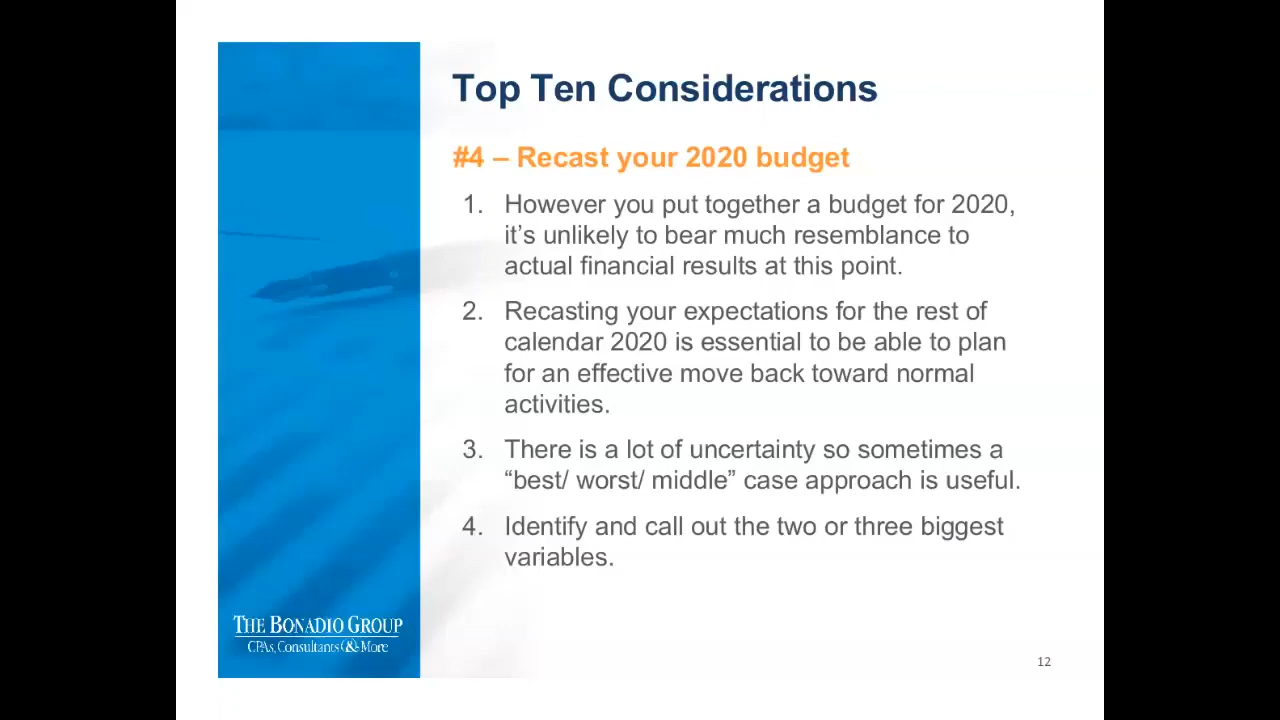 Top Ten Considerations
#4 – Recast your 2020 budget
1. However you put together a budget for 2020,
it’s unlikely to bear much resemblance to
actual financial results at this point.
2. Recasting your expectations for the rest of
calendar 2020 is essential to be able to plan
for an effective move back toward normal
activities.
3. There is a lot of uncertainty so sometimes a
“best/ worst/ middle” case approach is useful.
4. Identify and call out the two or three biggest
variables.
THE BONADIO GROUP
CPAs, Consultants & More
12